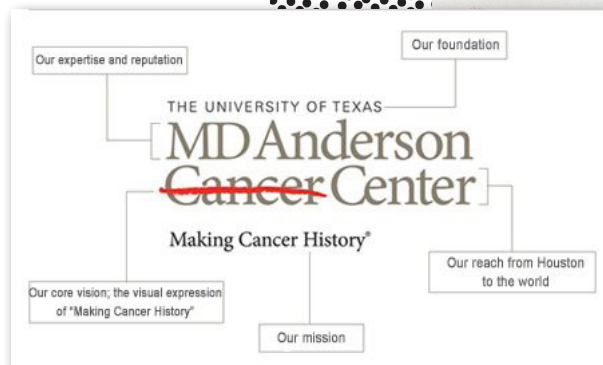 Our foundation
Our expertise and reputation
THE UNIVERSITY OF TEXAS
MD Anderson
Cancer Center
Making Cancer History®
Our reach from Houston
to the world
Our core vision; the visual expression
of "Making Cancer History"
Our mission